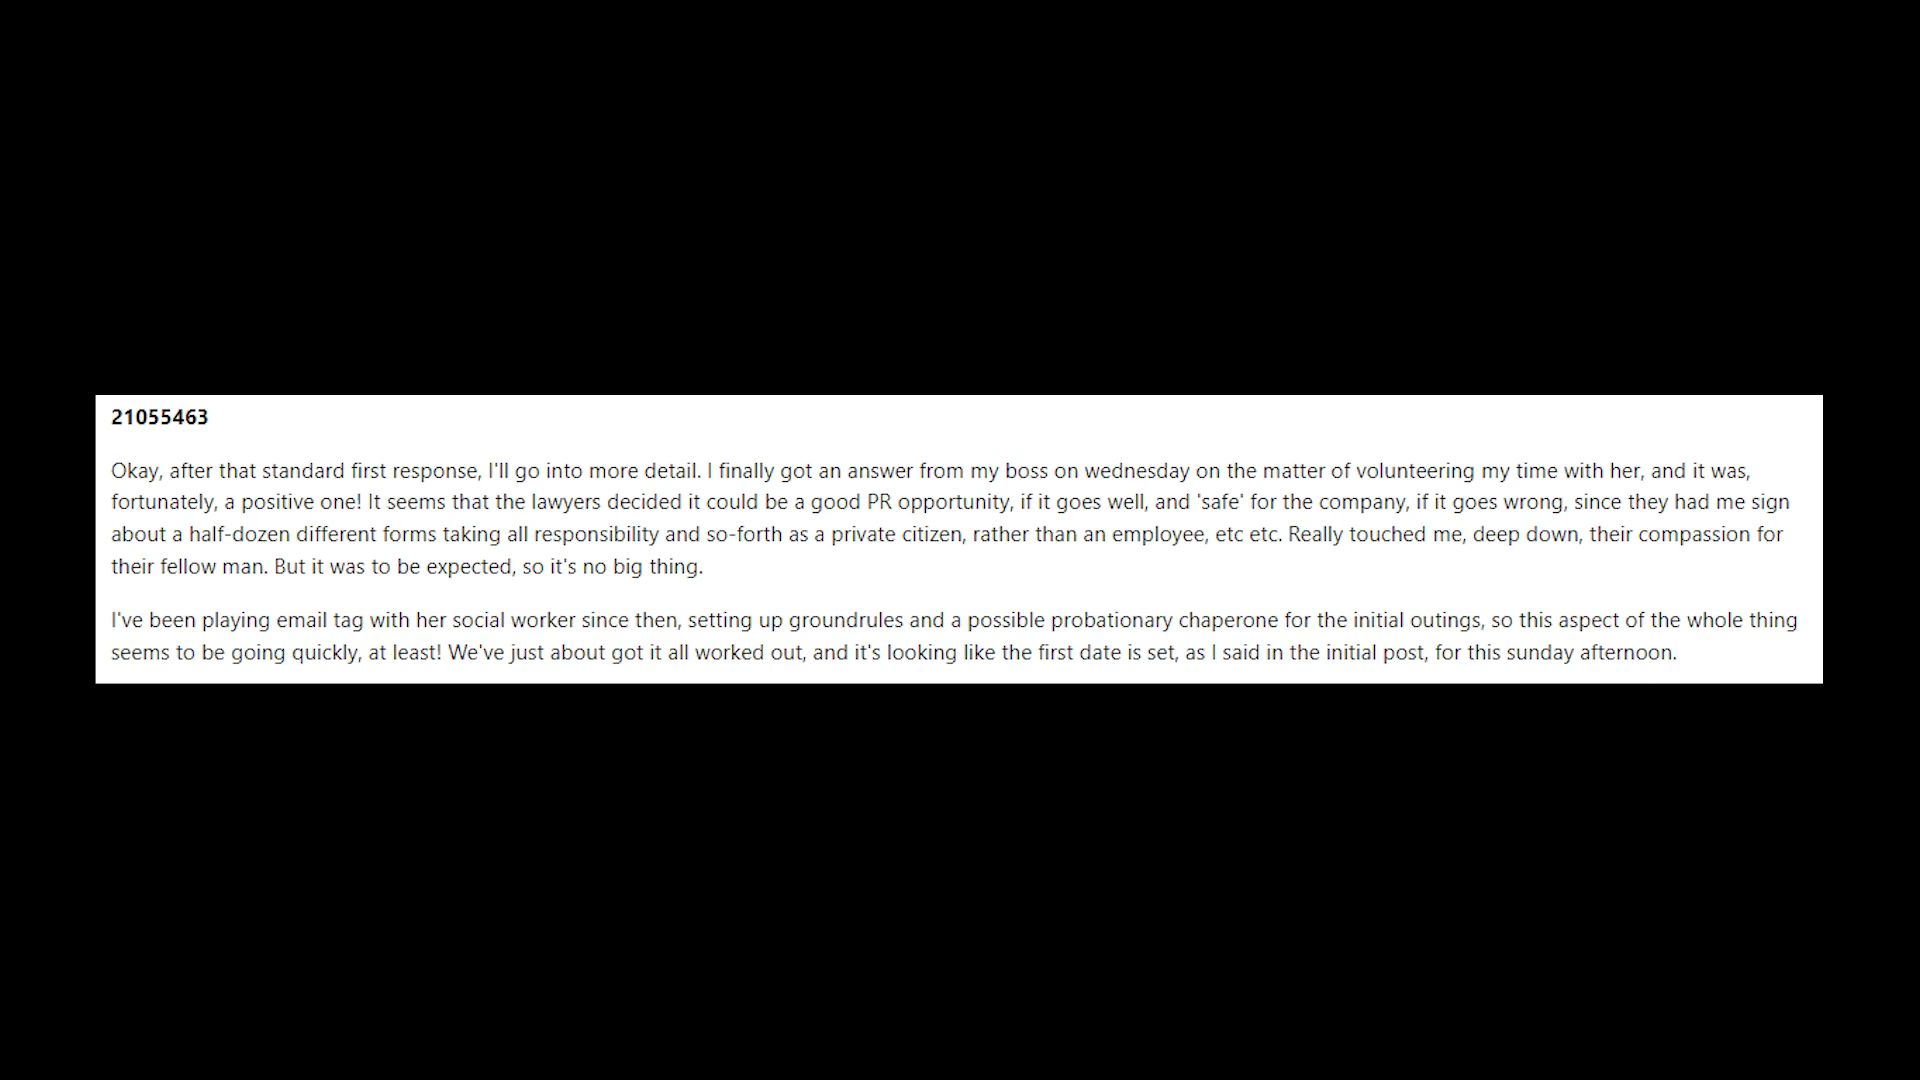 21055463
Okay, after that standard first response, I'll go into more detail. I finally got an answer from my boss on wednesday on the matter of volunteering my time with her, and it was,
fortunately, a positive one! It seems that the lawyers decided it could be a good PR opportunity, if it goes well, and 'safe' for the company, if it goes wrong, since they had me sign
about a half-dozen different forms taking all responsibility and so-forth as a private citizen, rather than an employee, etc etc. Really touched me, deep down, their compassion for
their fellow man. But it was to be expected, so it's no big thing.
I've been playing email tag with her social worker since then, setting up groundrules and a possible probationary chaperone for the initial outings, so this aspect of the whole thing
seems to be going quickly, at least! We've just about got it all worked out, and it's looking like the first date is set, as I said in the initial post, for this sunday afternoon.